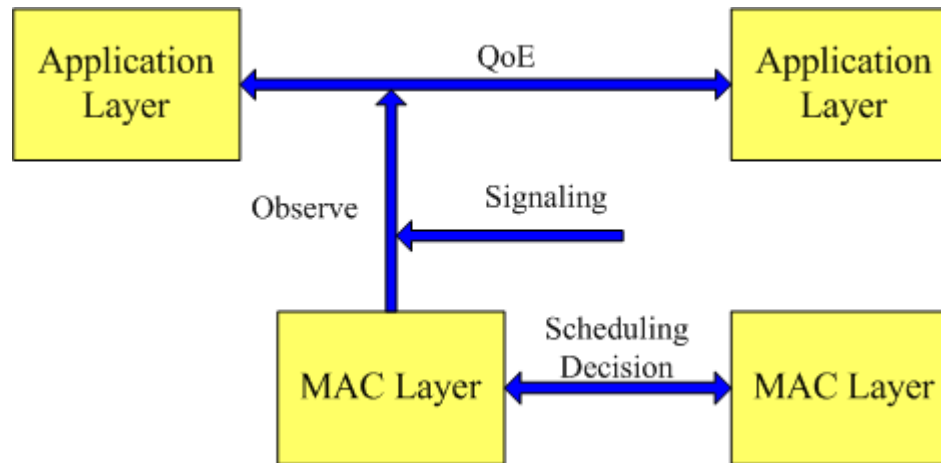 Application
Layer
QoE
Application
Layer
Observe
Signaling
MAC Layer
Scheduling
Decision
MAC Layer